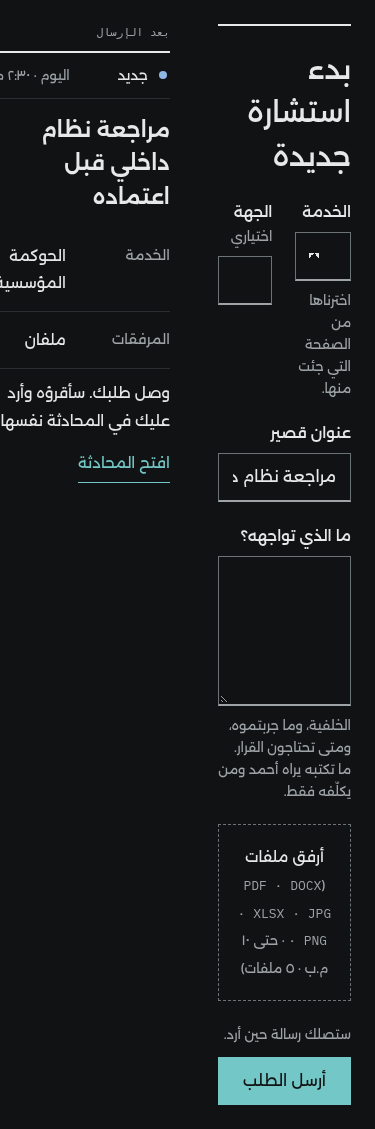 بدء
استشارة
جديدة
الخدمة
اخترناها
من
الصفحة
التي جئت
منها.
الجهة
اختياري
عنوان قصير
مراجعة نظام د
ما الذي تواجهه؟
الخلفية، وما جربتموه،
ومتى تحتاجون القرار.
ما تكتبه يراه أحمد ومن
يكلّفه فقط.
أرفق ملفات
(PDF · DOCX
· XLSX · JPG
PNG · · حتى ١٠
م.ب · ٥ ملفات)
ستصلك رسالة حين أرد.
أرسل الطلب
بعد الإرسال
جديد
اليوم · ٢:٣٠
مراجعة نظام
داخلي قبل
اعتماده
الخدمة
الحوكمة
المؤسسية
المرفقات
ملفان
وصل طلبك. سأقرؤه وأرد
عليك في المحادثة نفسها
افتح المحادثة